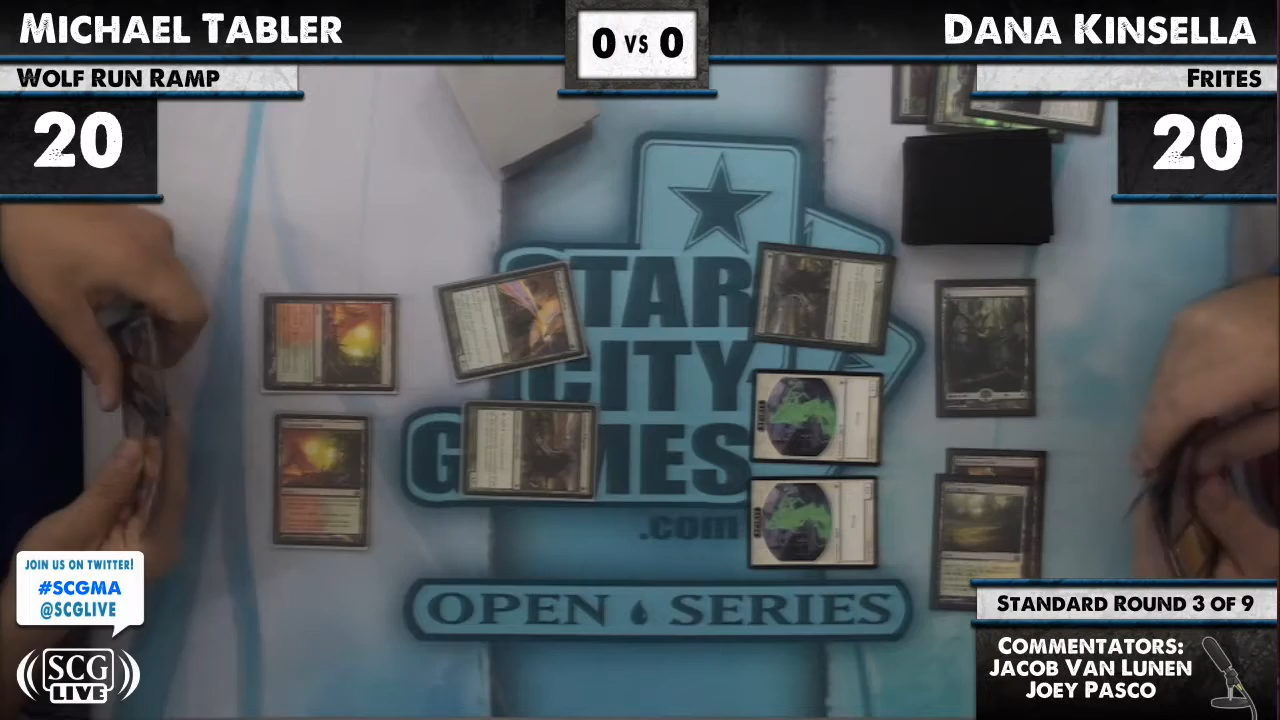 MICHAEL TABLER
0 VS 0
DANA KINSELLA
WOLF RUN RAMP
FRITES
20
20
STAR
CITY
GAMES
.com
OPEN SERIES
JOIN US ON TWITTER!
#SCGMA
@SCGLIVE
SCG
LIVE
STANDARD ROUND 3 OF 9
COMMENTATORS:
JACOB VAN LUNEN
JOEY PASCO